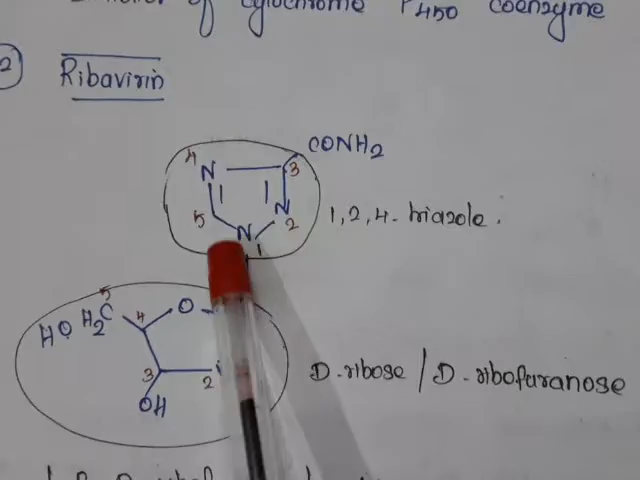 of cytochrome P450 coenzyme
2 Ribavirin
CONH2
4 N 3
5 N 2
N 1
1,2,4-triazole.
5
HO H2C 4 O
3 2
OH
D-ribose / D-ribofuranose